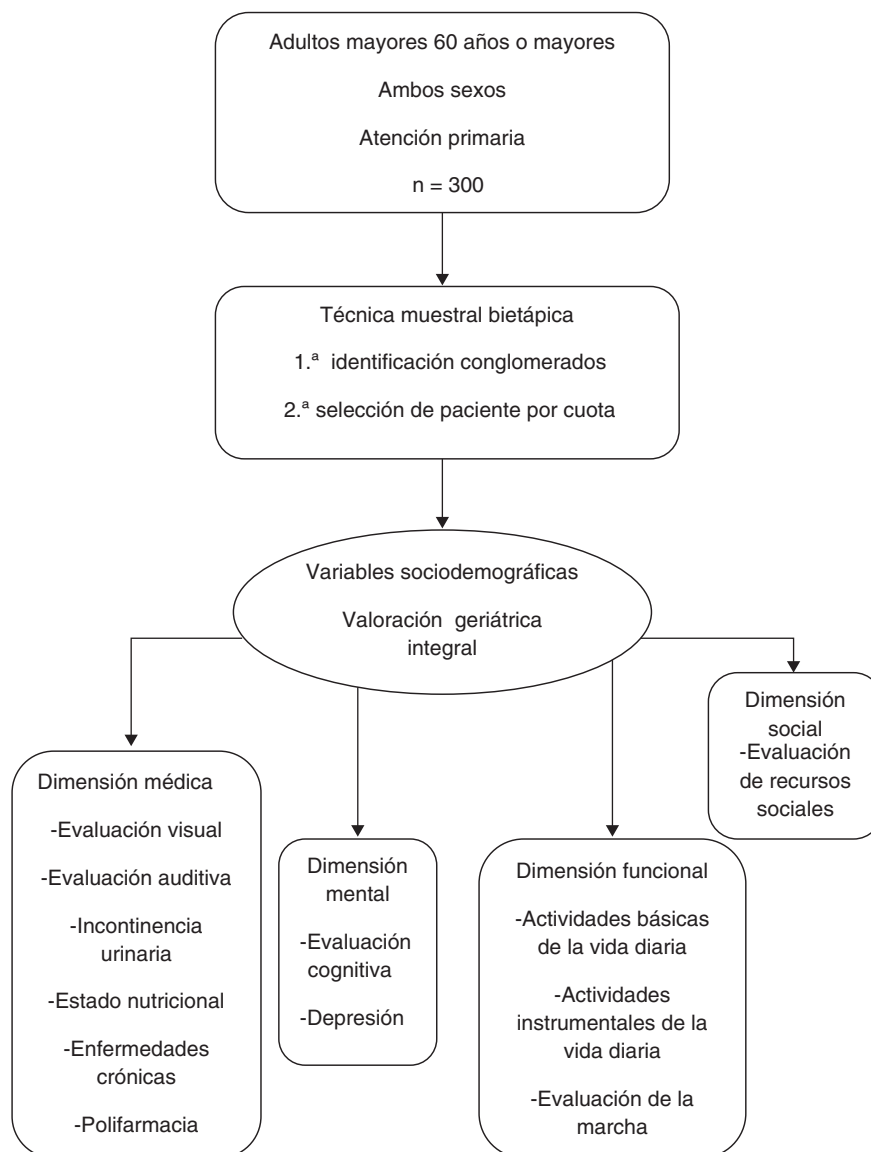 Adultos mayores 60 años o mayores
Ambos sexos
Atención primaria
n = 300
Técnica muestral bietápica
1.ª identificación conglomerados
2.ª selección de paciente por cuota
Variables sociodemográficas
Valoración geriátrica
integral
Dimensión médica
-Evaluación visual
-Evaluación auditiva
-Incontinencia
urinaria
-Estado nutricional
-Enfermedades
crónicas
-Polifarmacia
Dimensión
mental
-Evaluación
cognitiva
-Depresión
Dimensión funcional
-Actividades básicas
de la vida diaria
-Actividades
instrumentales de la
vida diaria
-Evaluación de la
marcha
Dimensión
social
-Evaluación
de recursos
sociales